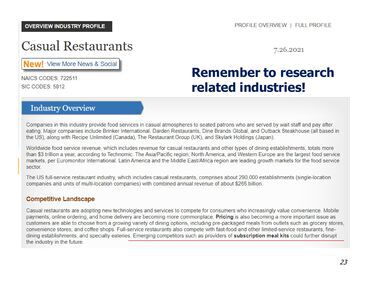 OVERVIEW INDUSTRY PROFILE
PROFILE OVERVIEW | FULL PROFILE
Casual Restaurants
7.26.2021
New! View More News & Social
Remember to research
related industries!
NAICS CODES: 722511
SIC CODES: 5812
Industry Overview
Companies in this industry provide food services in casual atmospheres to seated patrons who are served by wait staff and pay after
eating. Major companies include Brinker International, Darden Restaurants, Dine Brands Global, and Outback Steakhouse (all based in
the US), along with Recipe Unlimited (Canada), The Restaurant Group (UK), and Skylark Holdings (Japan).
Worldwide food service revenue, which includes revenue for casual restaurants and other types of dining establishments, totals more
than $3 trillion a year, according to Technomic. The Asia/Pacific region, North America, and Western Europe are the largest food service
markets, per Euromonitor International. Latin America and the Middle East/Africa region are leading growth markets for the food service
sector.
The US full-service restaurant industry, which includes casual restaurants, comprises about 290,000 establishments (single-location
companies and units of multi-location companies) with combined annual revenue of about $265 billion.
Competitive Landscape
Casual restaurants are adopting new technologies and services to compete for consumers who increasingly value convenience. Mobile
payments, online ordering, and home delivery are becoming more commonplace. Pricing is also becoming a more important issue as
customers are able to choose from a growing variety of dining options, including pre-packaged meals from outlets such as grocery stores,
convenience stores, and coffee shops. Full-service restaurants also compete with fast-food and other limited-service restaurants, fine-
dining establishments, and specialty eateries. Emerging competitors such as providers of subscription meal kits could further disrupt
the industry in the future.
23